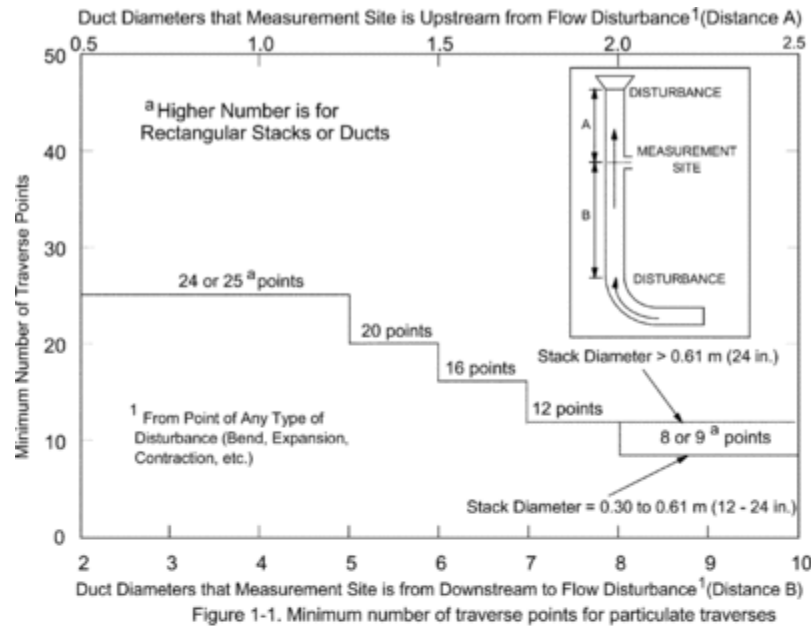 Duct Diameters that Measurement Site is Upstream from Flow Disturbance¹(Distance A)
0.5 1.0 1.5 2.0 2.5
50
40
30
20
10
0
Minimum Number of Traverse Points
a Higher Number is for
Rectangular Stacks or Ducts
DISTURBANCE
A
MEASUREMENT
SITE
B
DISTURBANCE
24 or 25 a points
20 points
16 points
12 points
Stack Diameter > 0.61 m (24 in.)
8 or 9 a points
1 From Point of Any Type of
Disturbance (Bend, Expansion,
Contraction, etc.)
Stack Diameter = 0.30 to 0.61 m (12 - 24 in.)
2 3 4 5 6 7 8 9 10
Duct Diameters that Measurement Site is from Downstream to Flow Disturbance¹(Distance B)
Figure 1-1. Minimum number of traverse points for particulate traverses